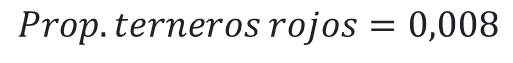 Prop. terneros rojos = 0,008